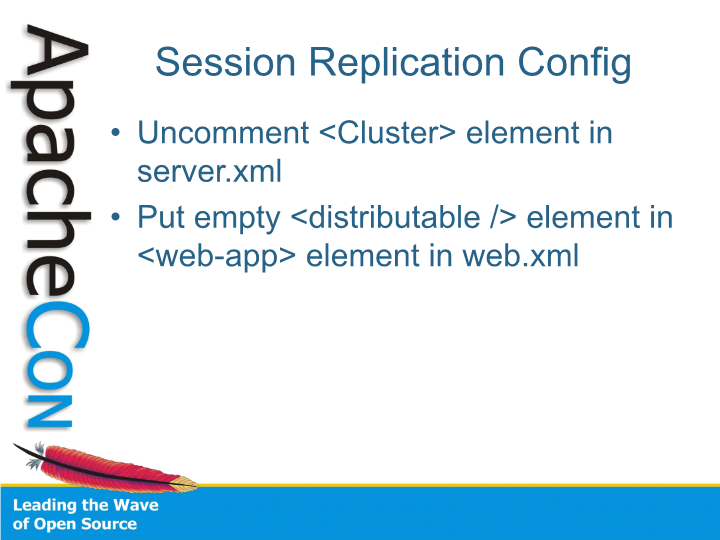 Session Replication Config
• Uncomment <Cluster> element in
server.xml
• Put empty <distributable /> element in
<web-app> element in web.xml
ApacheCon
Leading the Wave
of Open Source